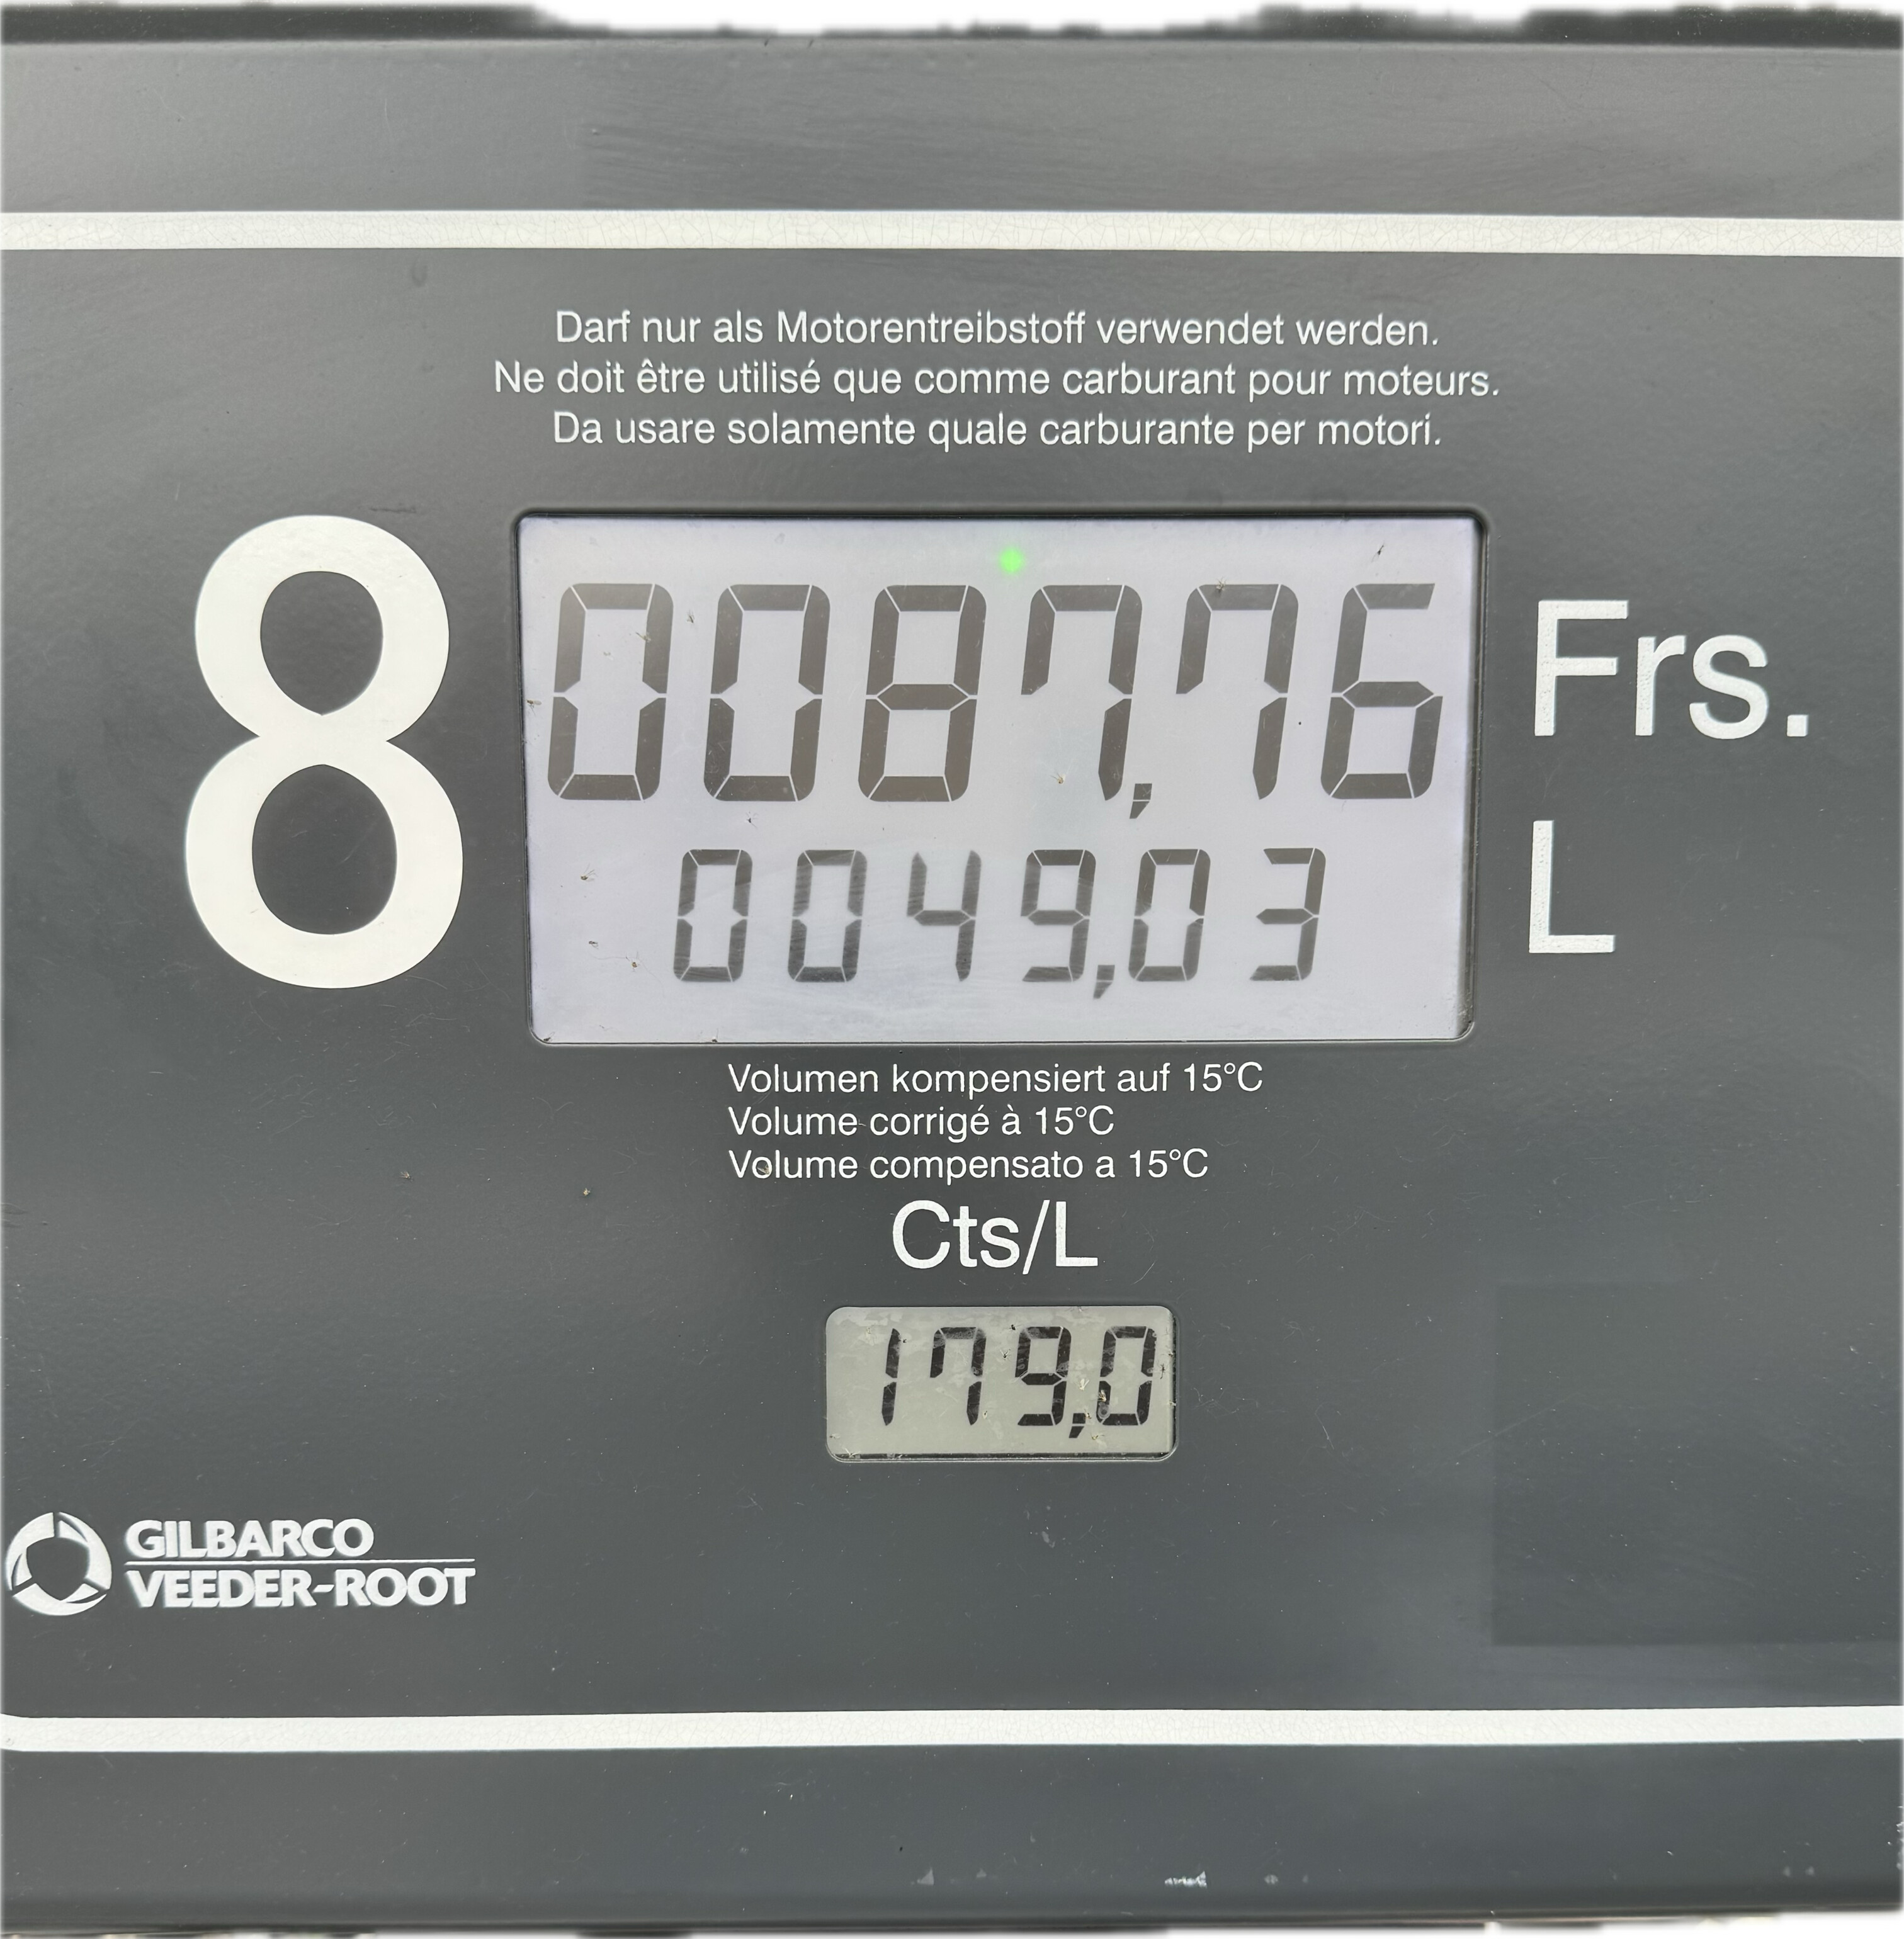 Darf nur als Motorentreibstoff verwendet werden.
Ne doit être utilisé que comme carburant pour moteurs.
Da usare solamente quale carburante per motori.
8
0087,76 Frs.
0049,03 L
Volumen kompensiert auf 15°C
Volume corrigé à 15°C
Volume compensato a 15°C
Cts/L
179,0
GILBARCO
VEEDER-ROOT